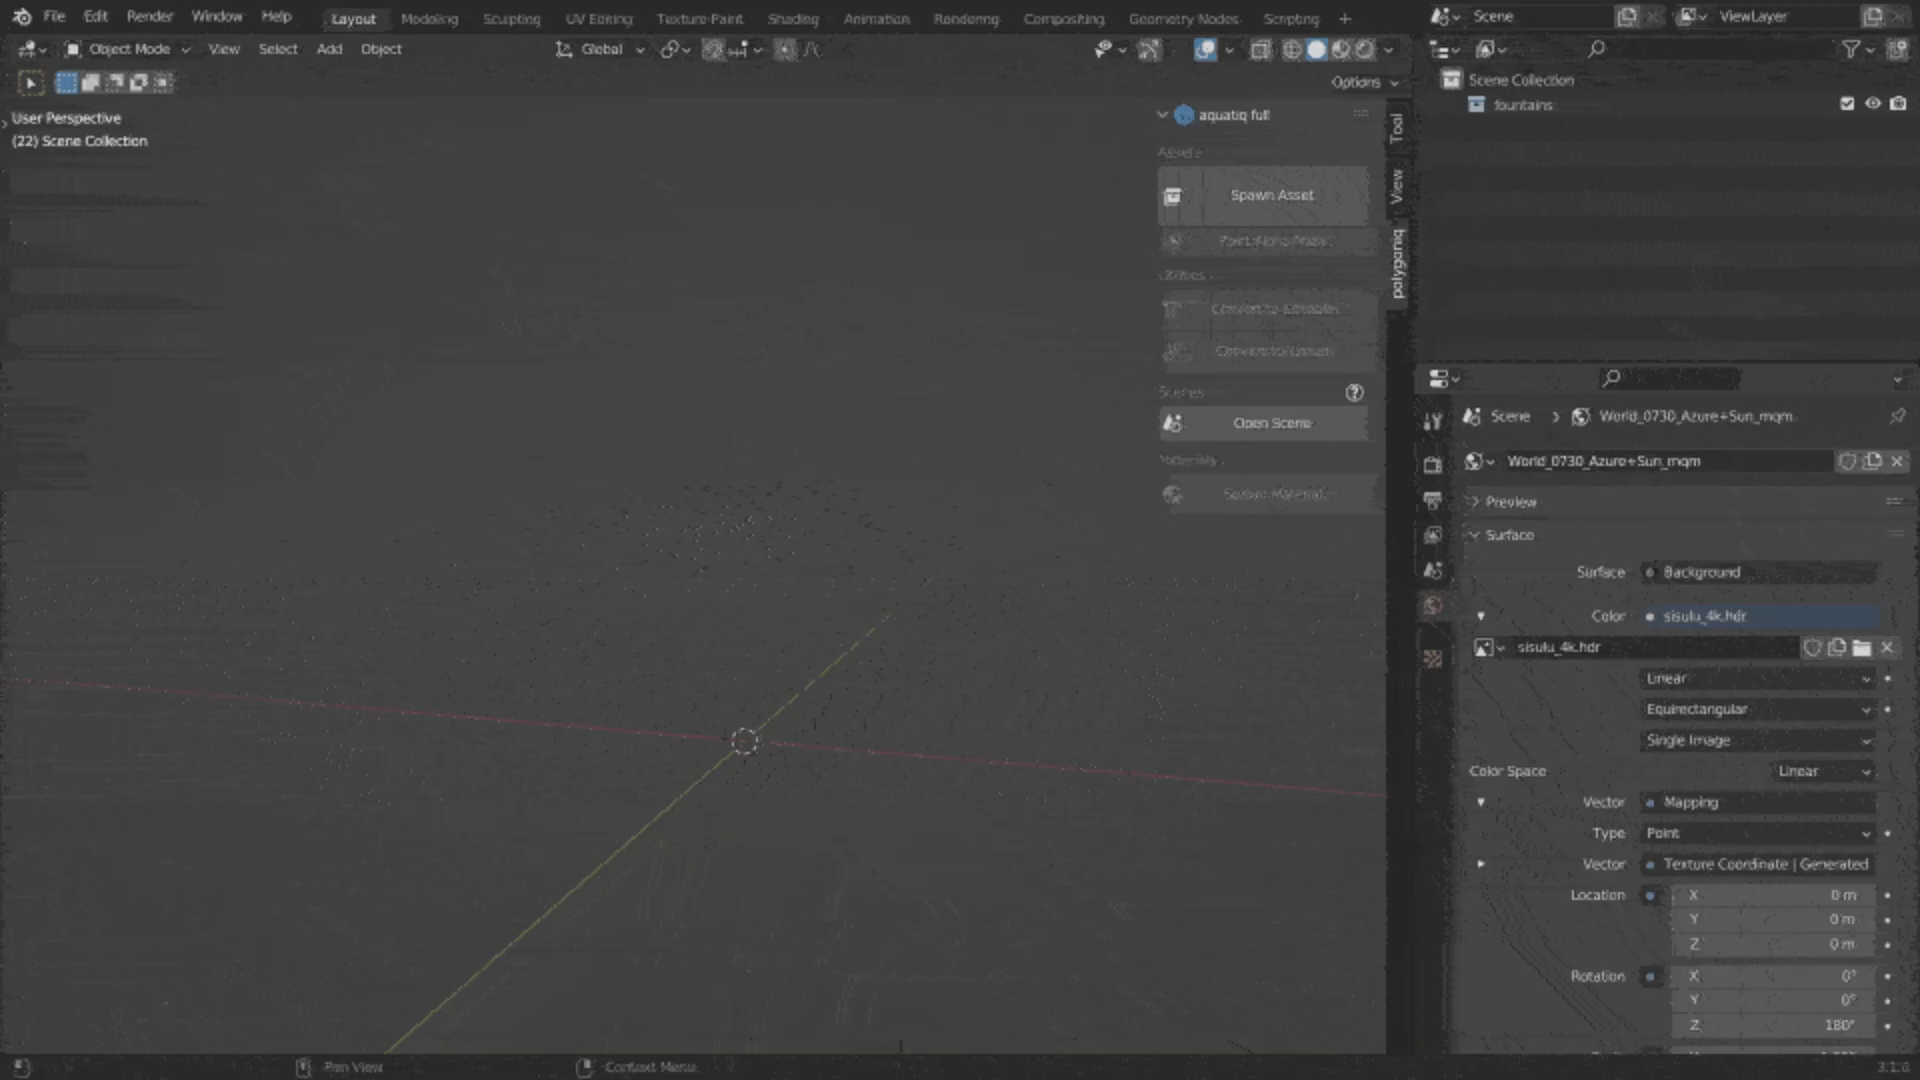 File Edit Render Window Help Layout Modeling Sculpting UV Editing Texture Paint Shading Animation Rendering Compositing Geometry Nodes Scripting + Scene ViewLayer
Object Mode View Select Add Object Global
Options
User Perspective
(22) Scene Collection
aquatiq full
Assets
Spawn Asset
Scenes
Open Scene
Materials
Tool
View
polygoniq
Scene Collection
fountains
Scene > World_0730_Azure+Sun_mqm
World_0730_Azure+Sun_mqm
Preview
Surface
Surface Background
Color sisulu_4k.hdr
sisulu_4k.hdr
Linear
Equirectangular
Single Image
Color Space Linear
Vector Mapping
Type Point
Vector Texture Coordinate | Generated
Location X 0 m
Y 0 m
Z 0 m
Rotation X 0°
Y 0°
Z 180°
Pan View Context Menu